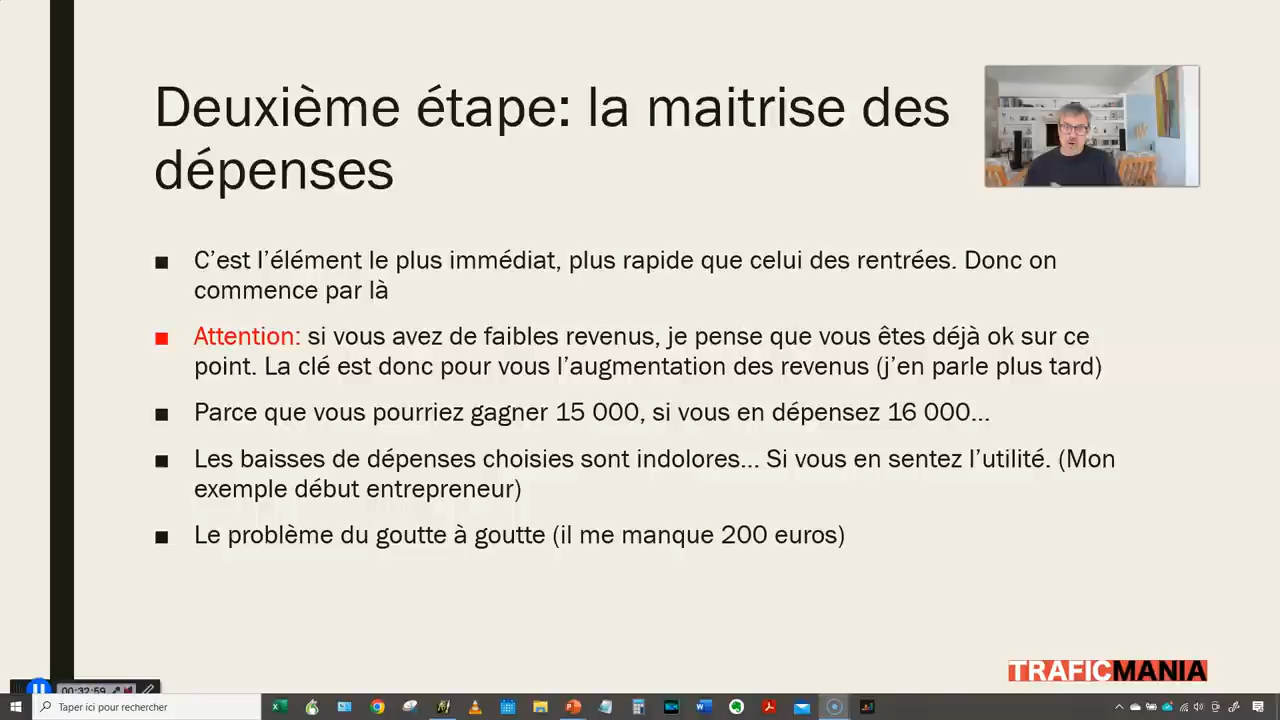 Deuxième étape: la maitrise des
dépenses
C’est l’élément le plus immédiat, plus rapide que celui des rentrées. Donc on
commence par là
Attention: si vous avez de faibles revenus, je pense que vous êtes déjà ok sur ce
point. La clé est donc pour vous l’augmentation des revenus (j’en parle plus tard)
Parce que vous pourriez gagner 15 000, si vous en dépensez 16 000…
Les baisses de dépenses choisies sont indolores… Si vous en sentez l’utilité. (Mon
exemple début entrepreneur)
Le problème du goutte à goutte (il me manque 200 euros)
TRAFICMANIA
00:32:59
Taper ici pour rechercher